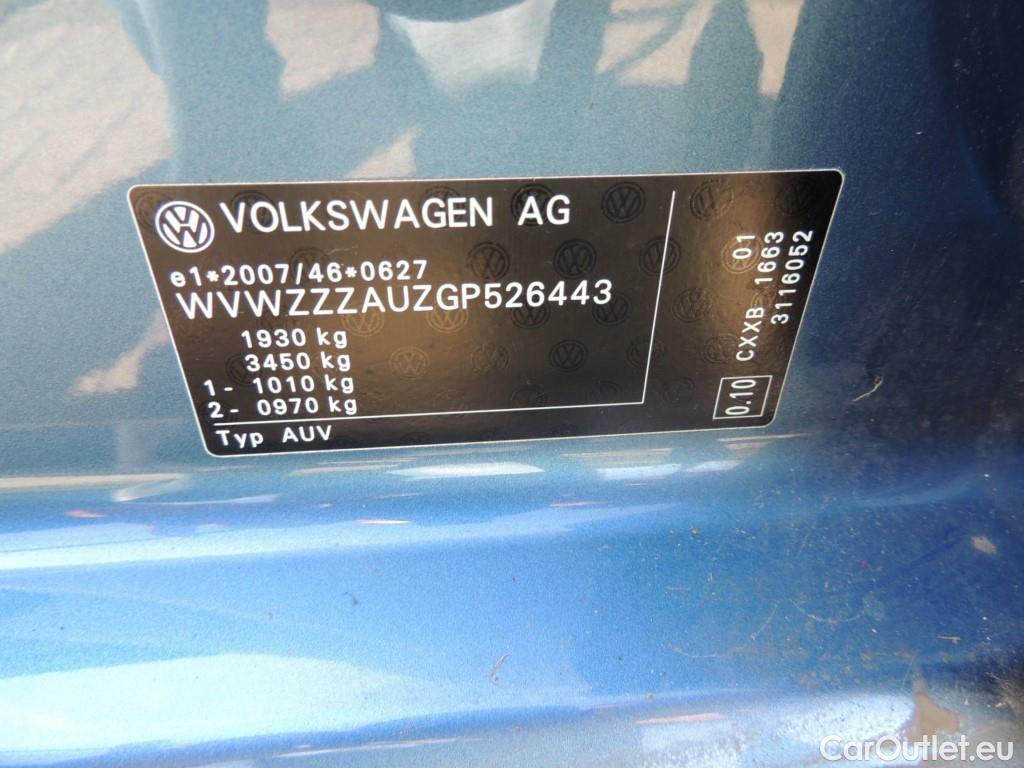 VOLKSWAGEN AG
e1*2007/46*0627
WVWZZZAUZGP526443
1930 kg
3450 kg
1- 1010 kg
2- 0970 kg
Typ AUV
0.10
01
CXXB 1663
3116052
CarOutlet.eu